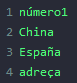 1 número1
2 China
3 España
4 adreça